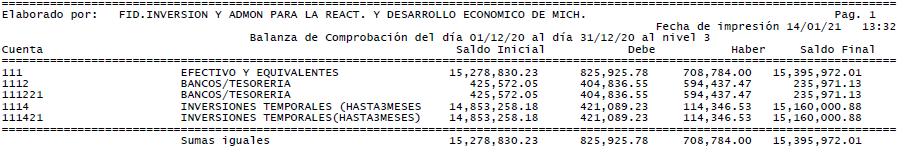 ================================================================================
Elaborado por: FID.INVERSION Y ADMON PARA LA REACT. Y DESARROLLO ECONOMICO DE MICH. Pag. 1
Fecha de impresión 14/01/21 13:32
Balanza de Comprobación del día 01/12/20 al día 31/12/20 al nivel 3
Cuenta Saldo Inicial Debe Haber Saldo Final
================================================================================
111 EFECTIVO Y EQUIVALENTES 15,278,830.23 825,925.78 708,784.00 15,395,972.01
1112 BANCOS/TESORERIA 425,572.05 404,836.55 594,437.47 235,971.13
111221 BANCOS/TESORERIA 425,572.05 404,836.55 594,437.47 235,971.13
1114 INVERSIONES TEMPORALES (HASTA3MESES 14,853,258.18 421,089.23 114,346.53 15,160,000.88
111421 INVERSIONES TEMPORALES(HASTA3MESES) 14,853,258.18 421,089.23 114,346.53 15,160,000.88
================================================================================
Sumas iguales 15,278,830.23 825,925.78 708,784.00 15,395,972.01